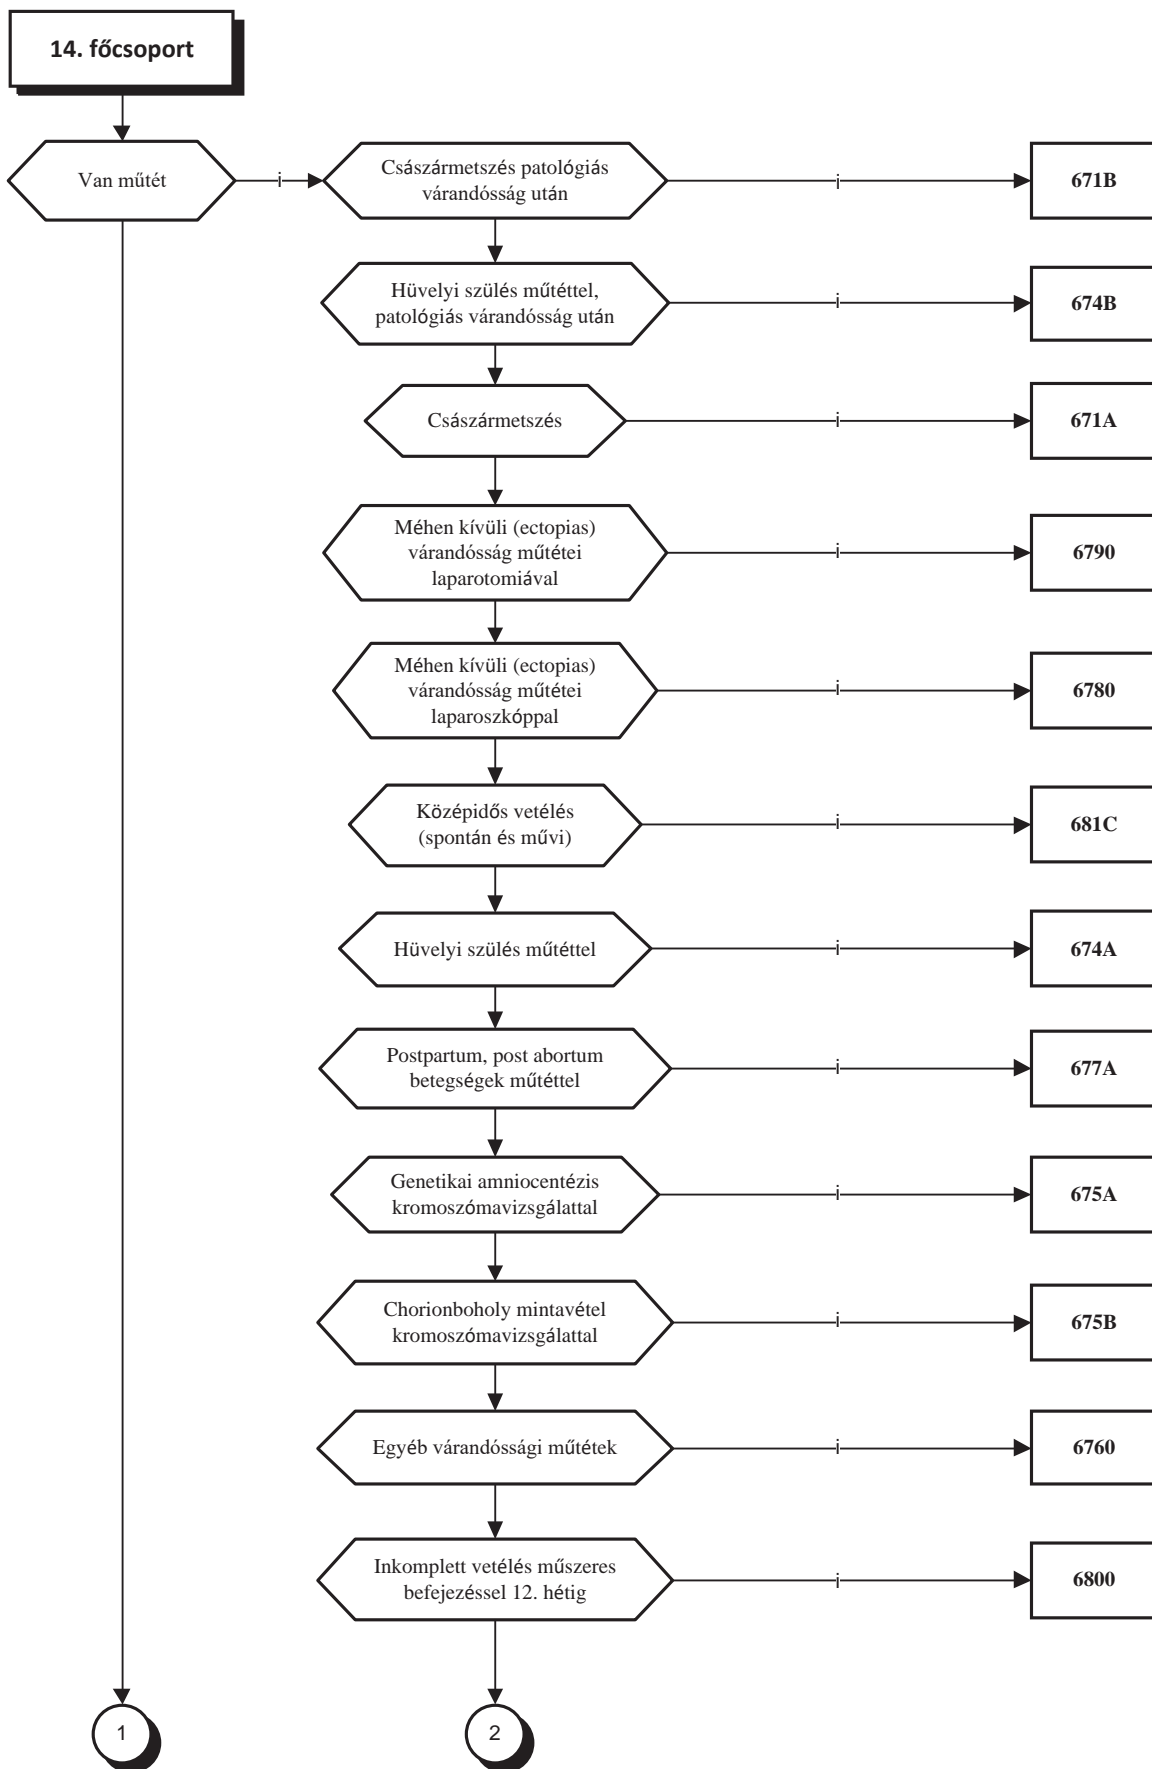 14. főcsoport
Van műtét
i
Császármetszés patológiás
várandósság után
i
671B
Hüvelyi szülés műtéttel,
patológiás várandósság után
i
674B
Császármetszés
i
671A
Méhen kívüli (ectopias)
várandósság műtétei
laparotomiával
i
6790
Méhen kívüli (ectopias)
várandósság műtétei
laparoszkóppal
i
6780
Középidős vetélés
(spontán és művi)
i
681C
Hüvelyi szülés műtéttel
i
674A
Postpartum, post abortum
betegségek műtéttel
i
677A
Genetikai amniocentézis
kromoszómavizsgálattal
i
675A
Chorionboholy mintavétel
kromoszómavizsgálattal
i
675B
Egyéb várandóssági műtétek
i
6760
Inkomplett vetélés műszeres
befejezéssel 12. hétig
i
6800
1
2